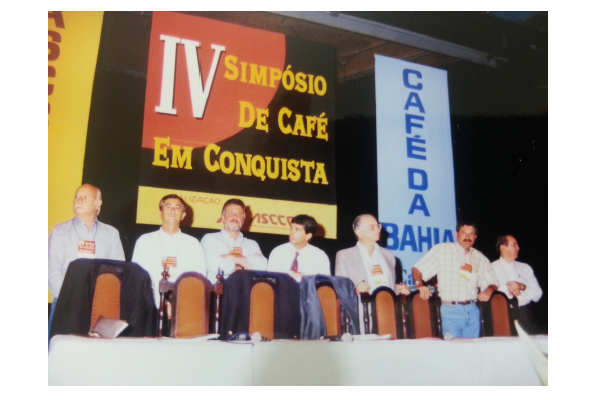 IV SIMPÓSIO
DE CAFÉ
EM CONQUISTA
CAFÉ DA
BAHIA